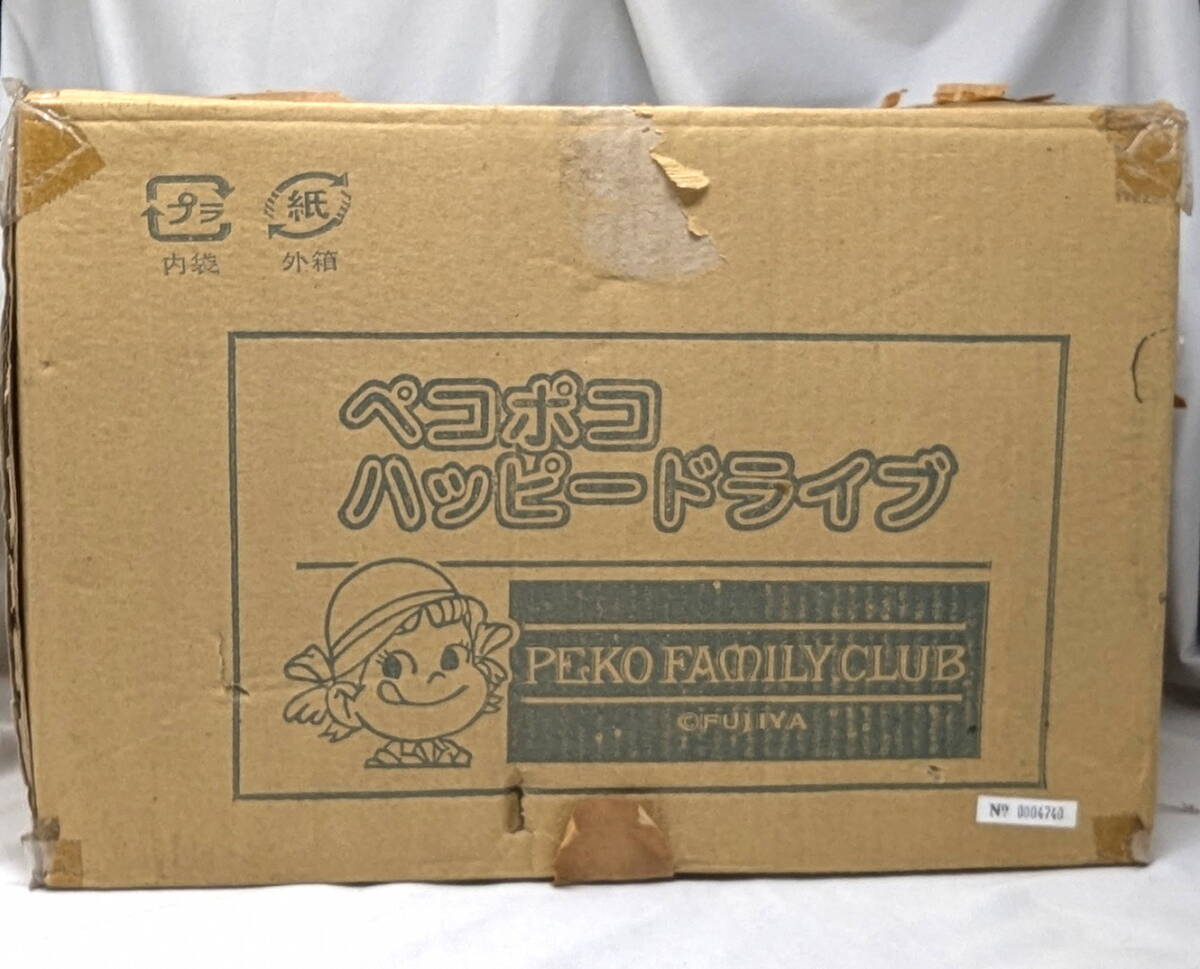 プラ 紙
内袋 外箱
ペコポコ
ハッピードライブ
PEKO FAMILY CLUB
©FUJIYA
Nº 0004740